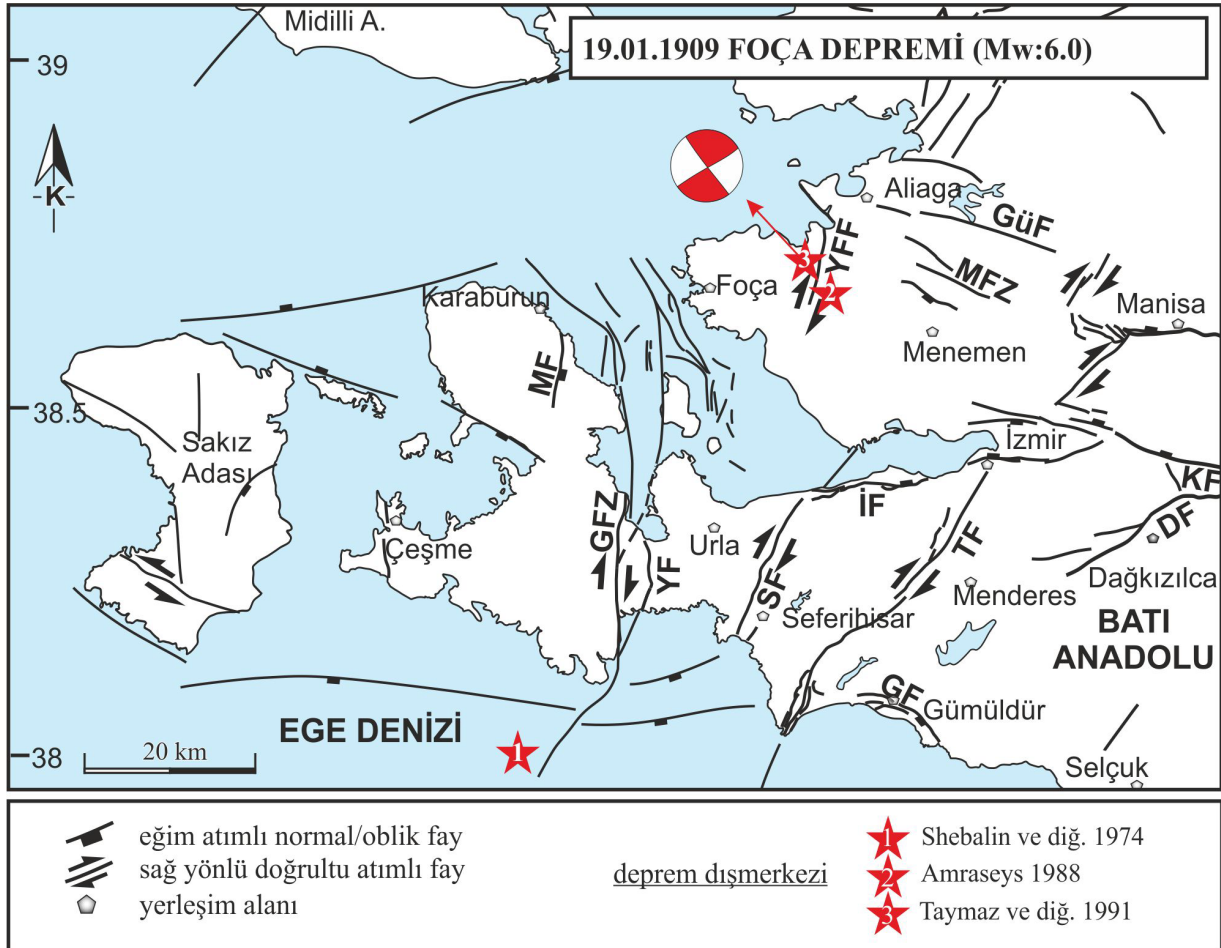 Midilli A.
19.01.1909 FOÇA DEPREMİ (Mw:6.0)
39
K
Aliaga
GüF
YFF
3
2
MFZ
Foça
Manisa
Karaburun
Menemen
MF
38.5
Sakız
Adası
İzmir
KF
İF
GFZ
Urla
DF
Çeşme
TF
YF
SF
Dağkızılca
Menderes
Seferihisar
BATI
ANADOLU
GF
Gümüldür
EGE DENİZİ
1
38
20 km
Selçuk
eğim atımlı normal/oblik fay
sağ yönlü doğrultu atımlı fay
yerleşim alanı
deprem dışmerkezi
1 Shebalin ve diğ. 1974
2 Amraseys 1988
3 Taymaz ve diğ. 1991